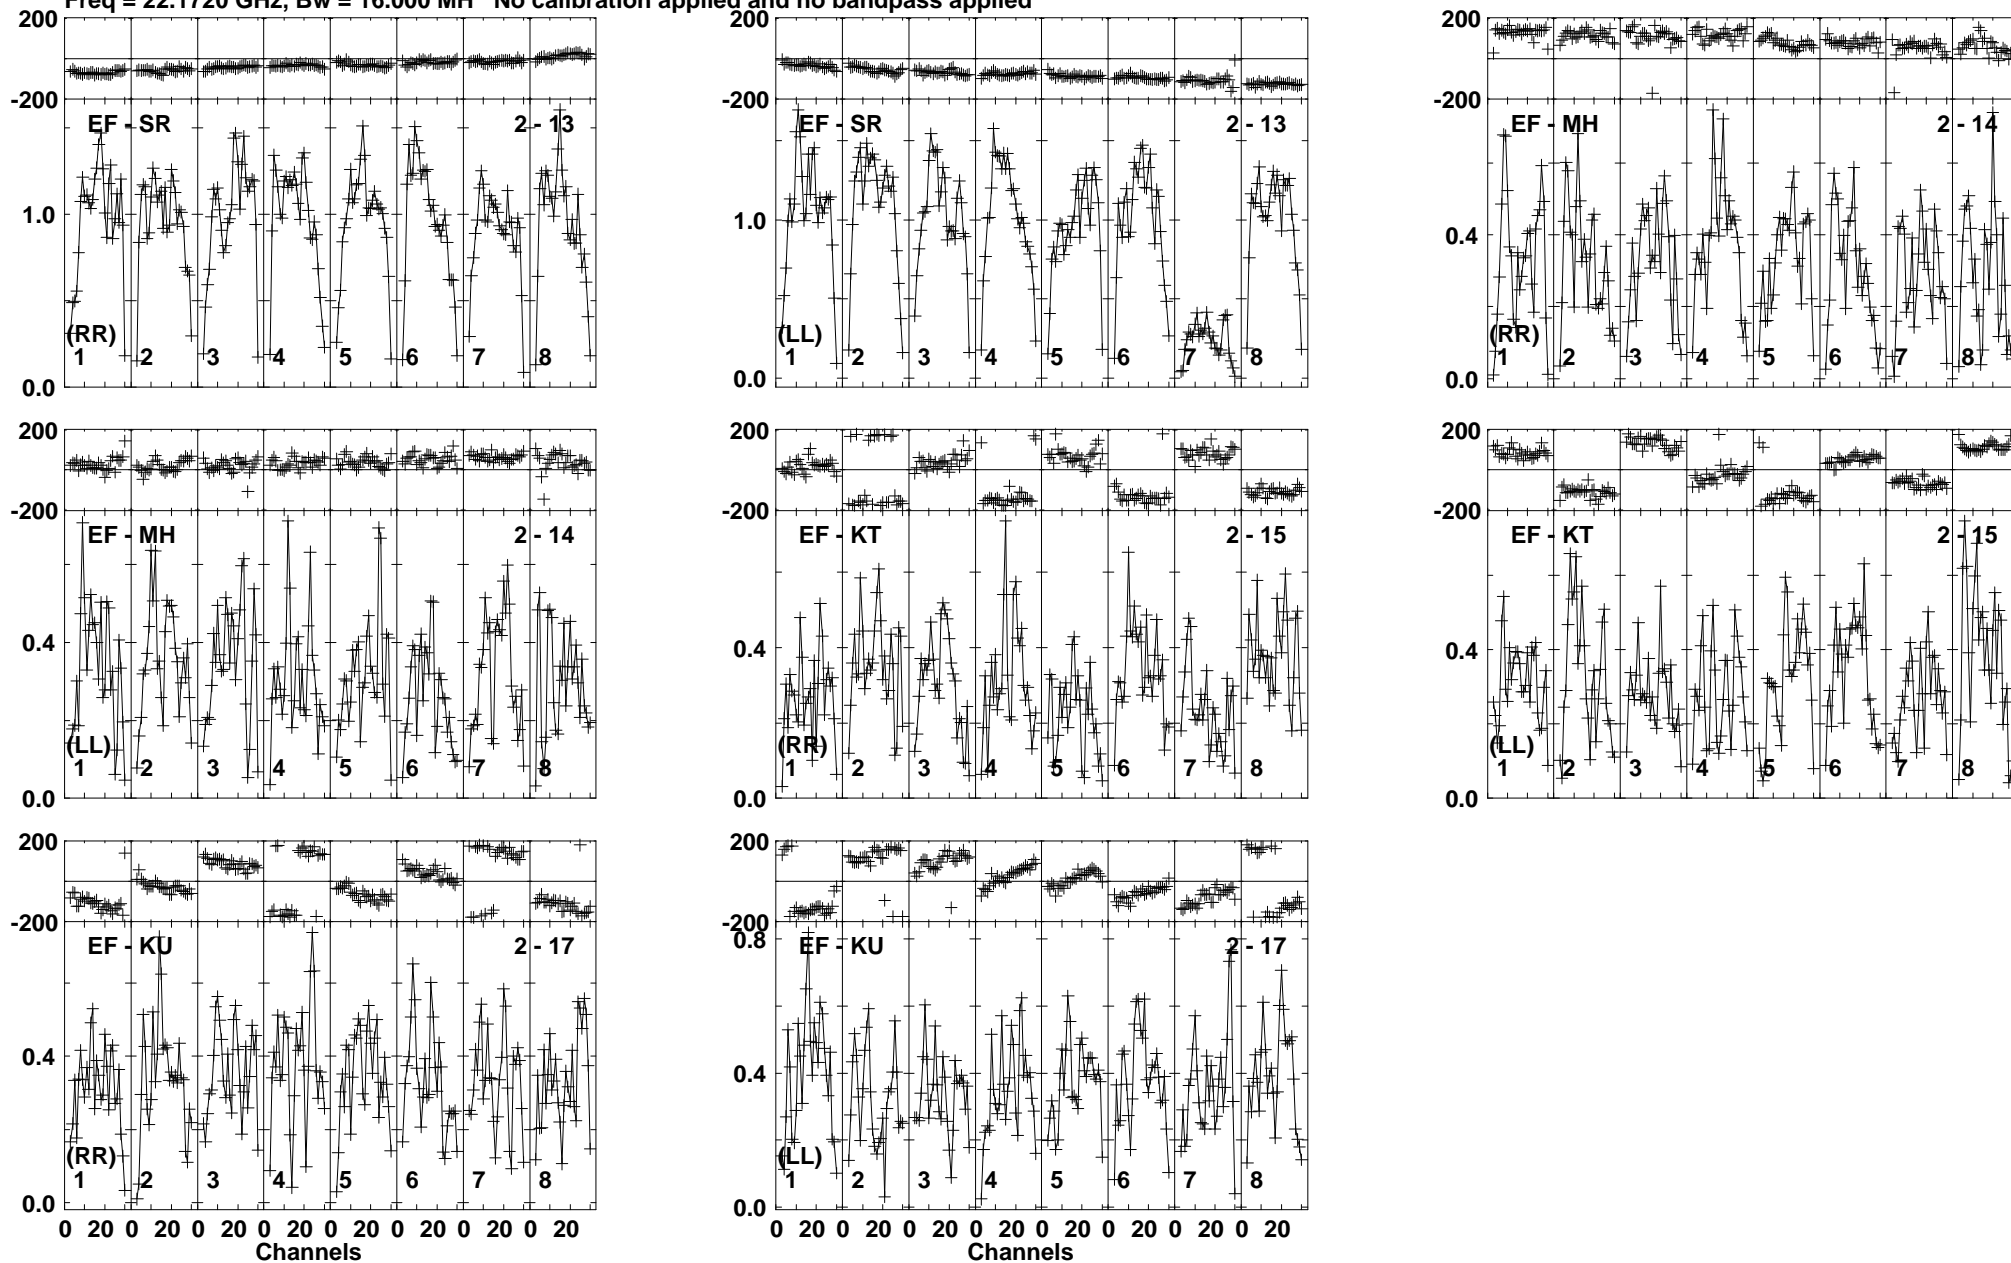 Freq = 22.1720 GHz, Bw = 16.000 MH No calibration applied and no bandpass applied
200
-200
EF - SR 2 - 13
1.0
(RR)
1 2 3 4 5 6 7 8
0.0
200
-200
EF - SR 2 - 13
1.0
(LL)
1 2 3 4 5 6 7 8
0.0
200
-200
EF - MH 2 - 14
0.4
(RR)
1 2 3 4 5 6 7 8
0.0
200
-200
EF - MH 2 - 14
0.4
(LL)
1 2 3 4 5 6 7 8
0.0
200
-200
EF - KT 2 - 15
0.4
(RR)
1 2 3 4 5 6 7 8
0.0
200
-200
EF - KT 2 - 15
0.4
(LL)
1 2 3 4 5 6 7 8
0.0
200
-200
EF - KU 2 - 17
0.4
(RR)
1 2 3 4 5 6 7 8
0.0
0 20 0 20 0 20 0 20 0 20 0 20 0 20 0 20
Channels
200
-200
0.8
EF - KU 2 - 17
0.4
(LL)
1 2 3 4 5 6 7 8
0.0
0 20 0 20 0 20 0 20 0 20 0 20 0 20 0 20
Channels